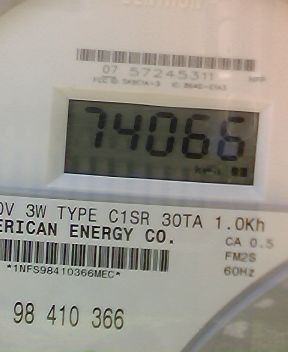 07 57245311
74066
0V 3W TYPE C1SR 30TA 1.0Kh
ERICAN ENERGY CO.
CA 0.5
FM2S
*1NFS98410366MEC*
60Hz
98 410 366